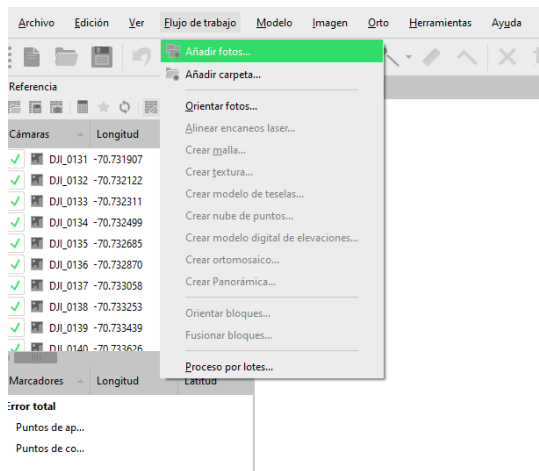 Archivo Edición Ver Flujo de trabajo Modelo Imagen Orto Herramientas Ayuda
Añadir fotos...
Añadir carpeta...
Orientar fotos...
Alinear encaneos laser...
Crear malla...
Crear textura...
Crear modelo de teselas...
Crear nube de puntos...
Crear modelo digital de elevaciones...
Crear ortomosaico...
Crear Panorámica...
Orientar bloques...
Fusionar bloques...
Proceso por lotes...
Referencia
Cámaras Longitud
DJI_0131 -70.731907
DJI_0132 -70.732122
DJI_0133 -70.732311
DJI_0134 -70.732499
DJI_0135 -70.732685
DJI_0136 -70.732870
DJI_0137 -70.733058
DJI_0138 -70.733253
DJI_0139 -70.733439
DJI_0140 -70.733626
Marcadores Longitud Latitud
Error total
Puntos de ap...
Puntos de co...